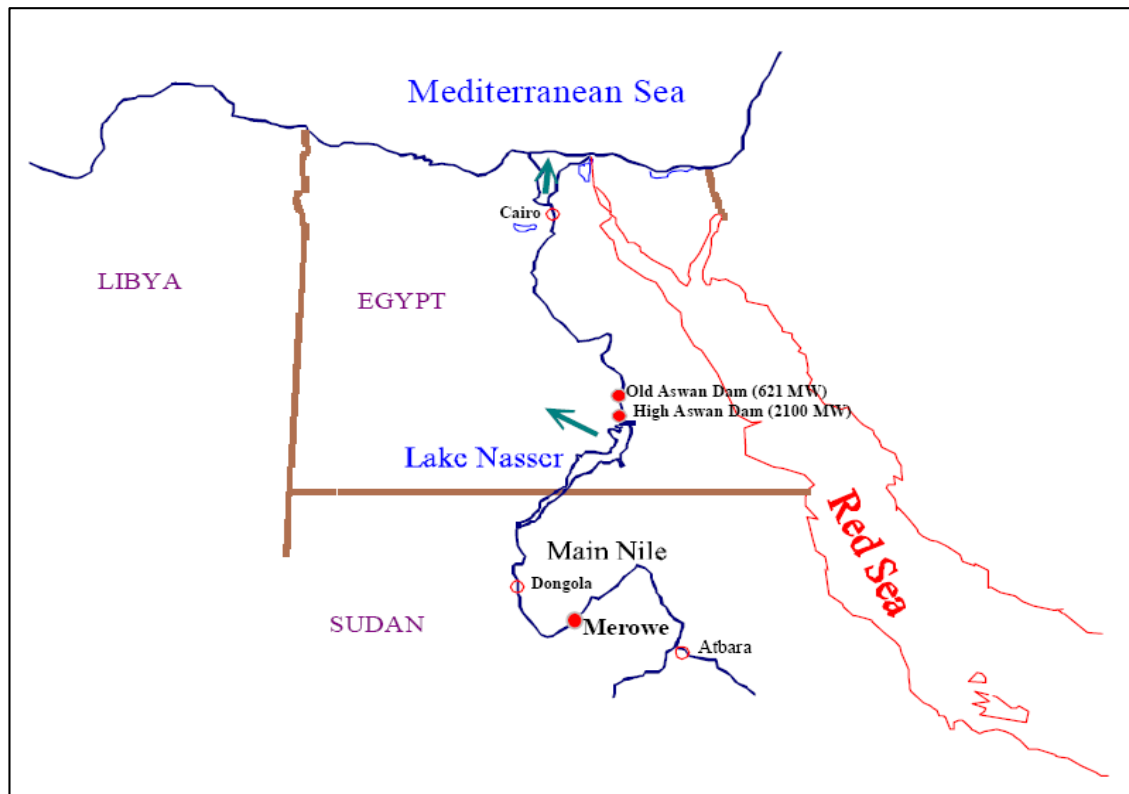 Mediterranean Sea
Cairo
LIBYA
EGYPT
Old Aswan Dam (621 MW)
High Aswan Dam (2100 MW)
Lake Nasser
Red Sea
Main Nile
Dongola
SUDAN
Merowe
Atbara